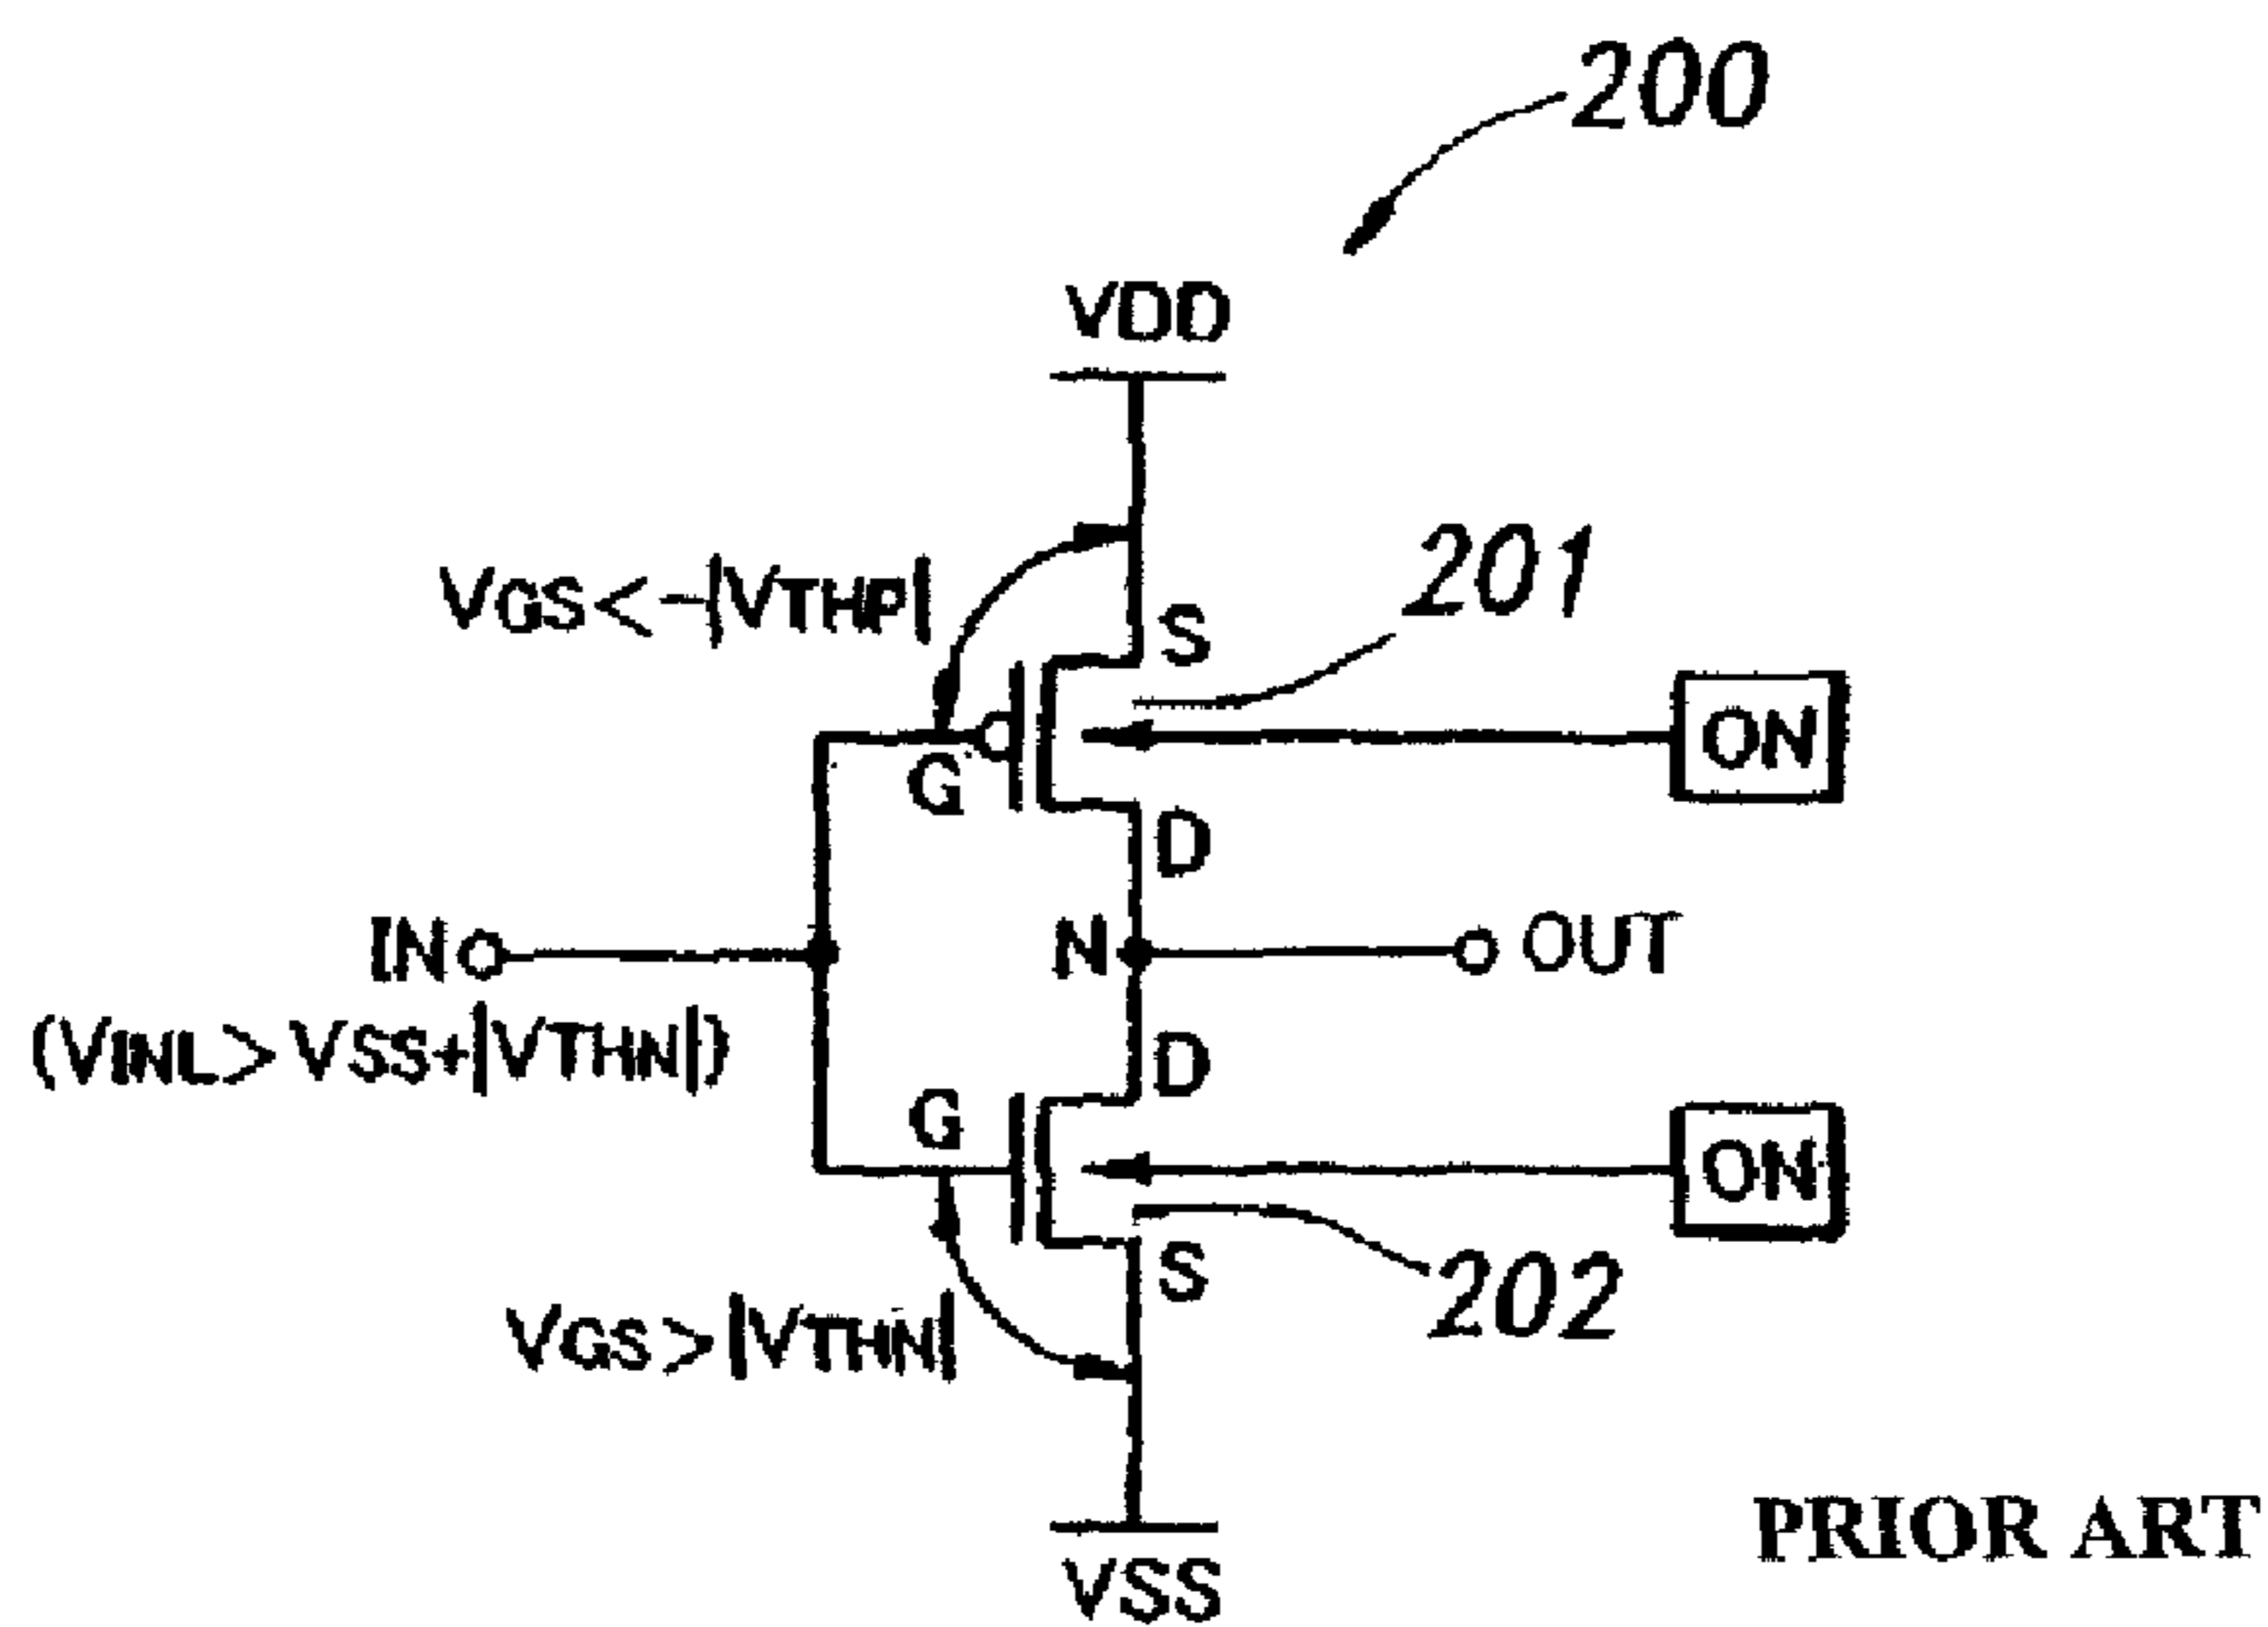 200
VDD
VGS<-|VTHP|
201
S
ON
G
D
IN
N
OUT
(VINL>VSS+|VTHN|)
D
G
ON
S
202
VGS>|VTHN|
PRIOR ART
VSS